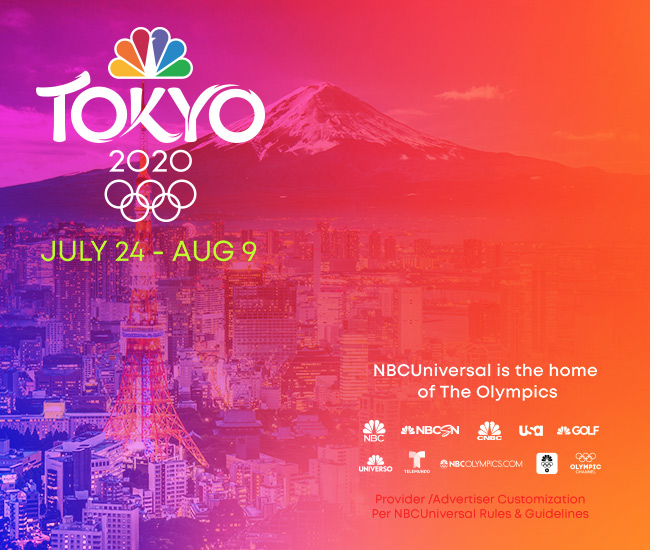 TOKYO
2020
JULY 24 - AUG 9
NBCUniversal is the home
of The Olympics
NBC NBCSN CNBC USA GOLF
UNIVERSO TELEMUNDO NBCOLYMPICS.COM OLYMPIC CHANNEL
Provider /Advertiser Customization
Per NBCUniversal Rules & Guidelines